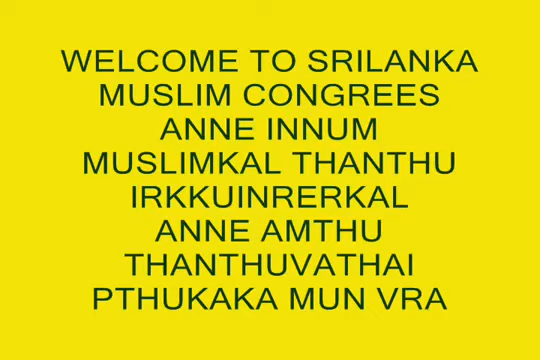 WELCOME TO SRILANKA
MUSLIM CONGREES
ANNE INNUM
MUSLIMKAL THANTHU
IRKKUINRERKAL
ANNE AMTHU
THANTHUVATHAI
PTHUKAKA MUN VRA